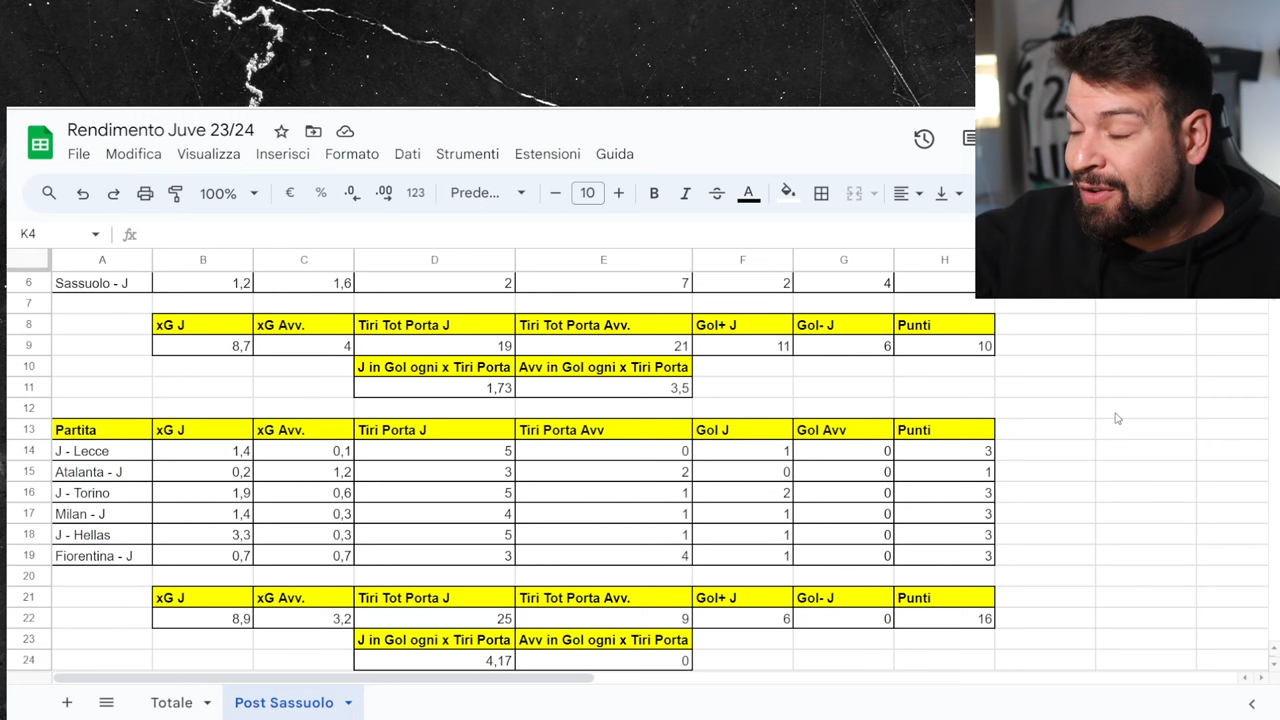 Rendimento Juve 23/24
File Modifica Visualizza Inserisci Formato Dati Strumenti Estensioni Guida
100% € % .0 .00 123 Prede... 10 B I A
K4 fx
A B C D E F G H
6 Sassuolo - J 1,2 1,6 2 7 2 4
7
8 xG J xG Avv. Tiri Tot Porta J Tiri Tot Porta Avv. Gol+ J Gol- J Punti
9 8,7 4 19 21 11 6 10
10 J in Gol ogni x Tiri Porta Avv in Gol ogni x Tiri Porta
11 1,73 3,5
12
13 Partita xG J xG Avv. Tiri Porta J Tiri Porta Avv Gol J Gol Avv Punti
14 J - Lecce 1,4 0,1 5 0 1 0 3
15 Atalanta - J 0,2 1,2 3 2 0 0 1
16 J - Torino 1,9 0,6 5 1 2 0 3
17 Milan - J 1,4 0,3 4 1 1 0 3
18 J - Hellas 3,3 0,3 5 1 1 0 3
19 Fiorentina - J 0,7 0,7 3 4 1 0 3
20
21 xG J xG Avv. Tiri Tot Porta J Tiri Tot Porta Avv. Gol+ J Gol- J Punti
22 8,9 3,2 25 9 6 0 16
23 J in Gol ogni x Tiri Porta Avv in Gol ogni x Tiri Porta
24 4,17 0
Totale Post Sassuolo